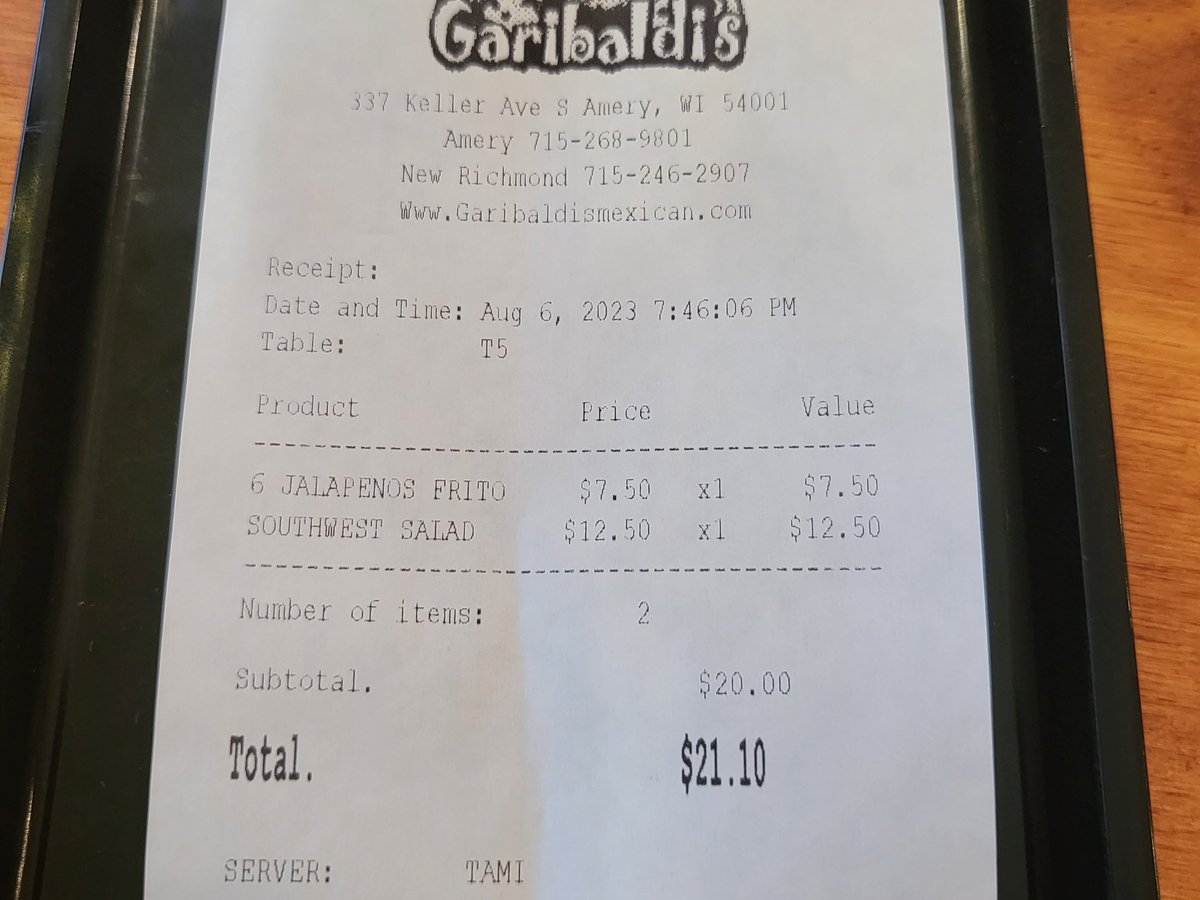 Garibaldi's
337 Keller Ave S Amery, WI 54001
Amery 715-268-9801
New Richmond 715-246-2907
Www.Garibaldismexican.com
Receipt:
Date and Time: Aug 6, 2023 7:46:06 PM
Table: T5
Product Price Value
6 JALAPENOS FRITO $7.50 x1 $7.50
SOUTHWEST SALAD $12.50 x1 $12.50
Number of items: 2
Subtotal. $20.00
Total. $21.10
SERVER: TAMI